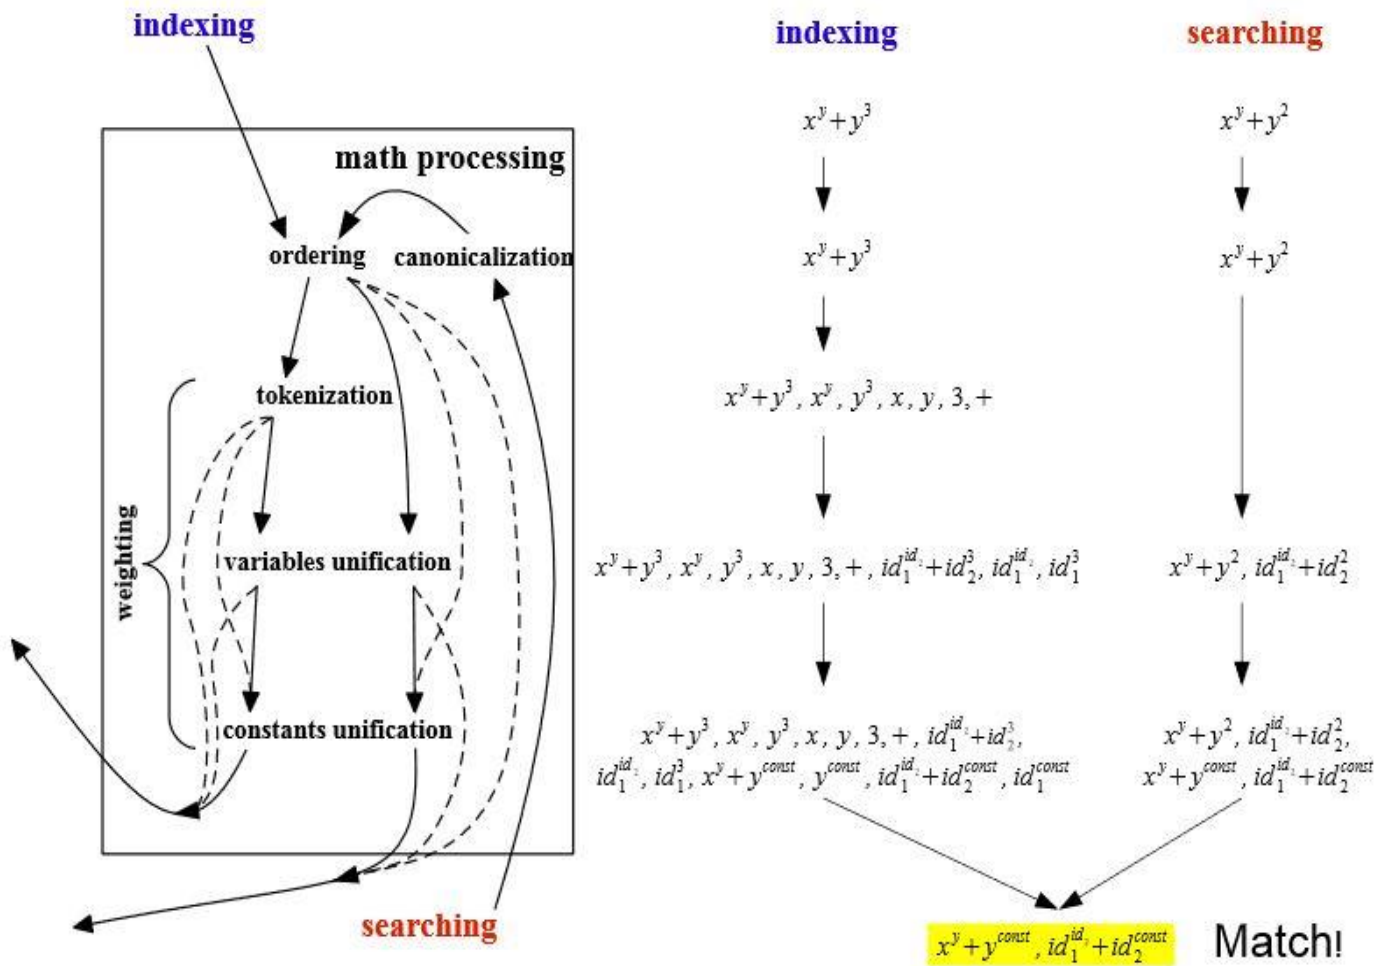 indexing
math processing
ordering
canonicalization
tokenization
weighting
variables unification
constants unification
searching
indexing
x^y + y^3
x^y + y^3
x^y + y^3, x^y, y^3, x, y, 3, +
x^y + y^3, x^y, y^3, x, y, 3, +, id_1^{id_2} + id_2^3, id_1^{id_2}, id_1^3
x^y + y^3, x^y, y^3, x, y, 3, +, id_1^{id_2} + id_2^3,
id_1^{id_2}, id_1^3, x^y + y^{const}, y^{const}, id_1^{id_2} + id_2^{const}, id_1^{const}
searching
x^y + y^2
x^y + y^2
x^y + y^2, id_1^{id_2} + id_2^2
x^y + y^2, id_1^{id_2} + id_2^2,
x^y + y^{const}, id_1^{id_2} + id_2^{const}
x^y + y^{const}, id_1^{id_2} + id_2^{const} Match!